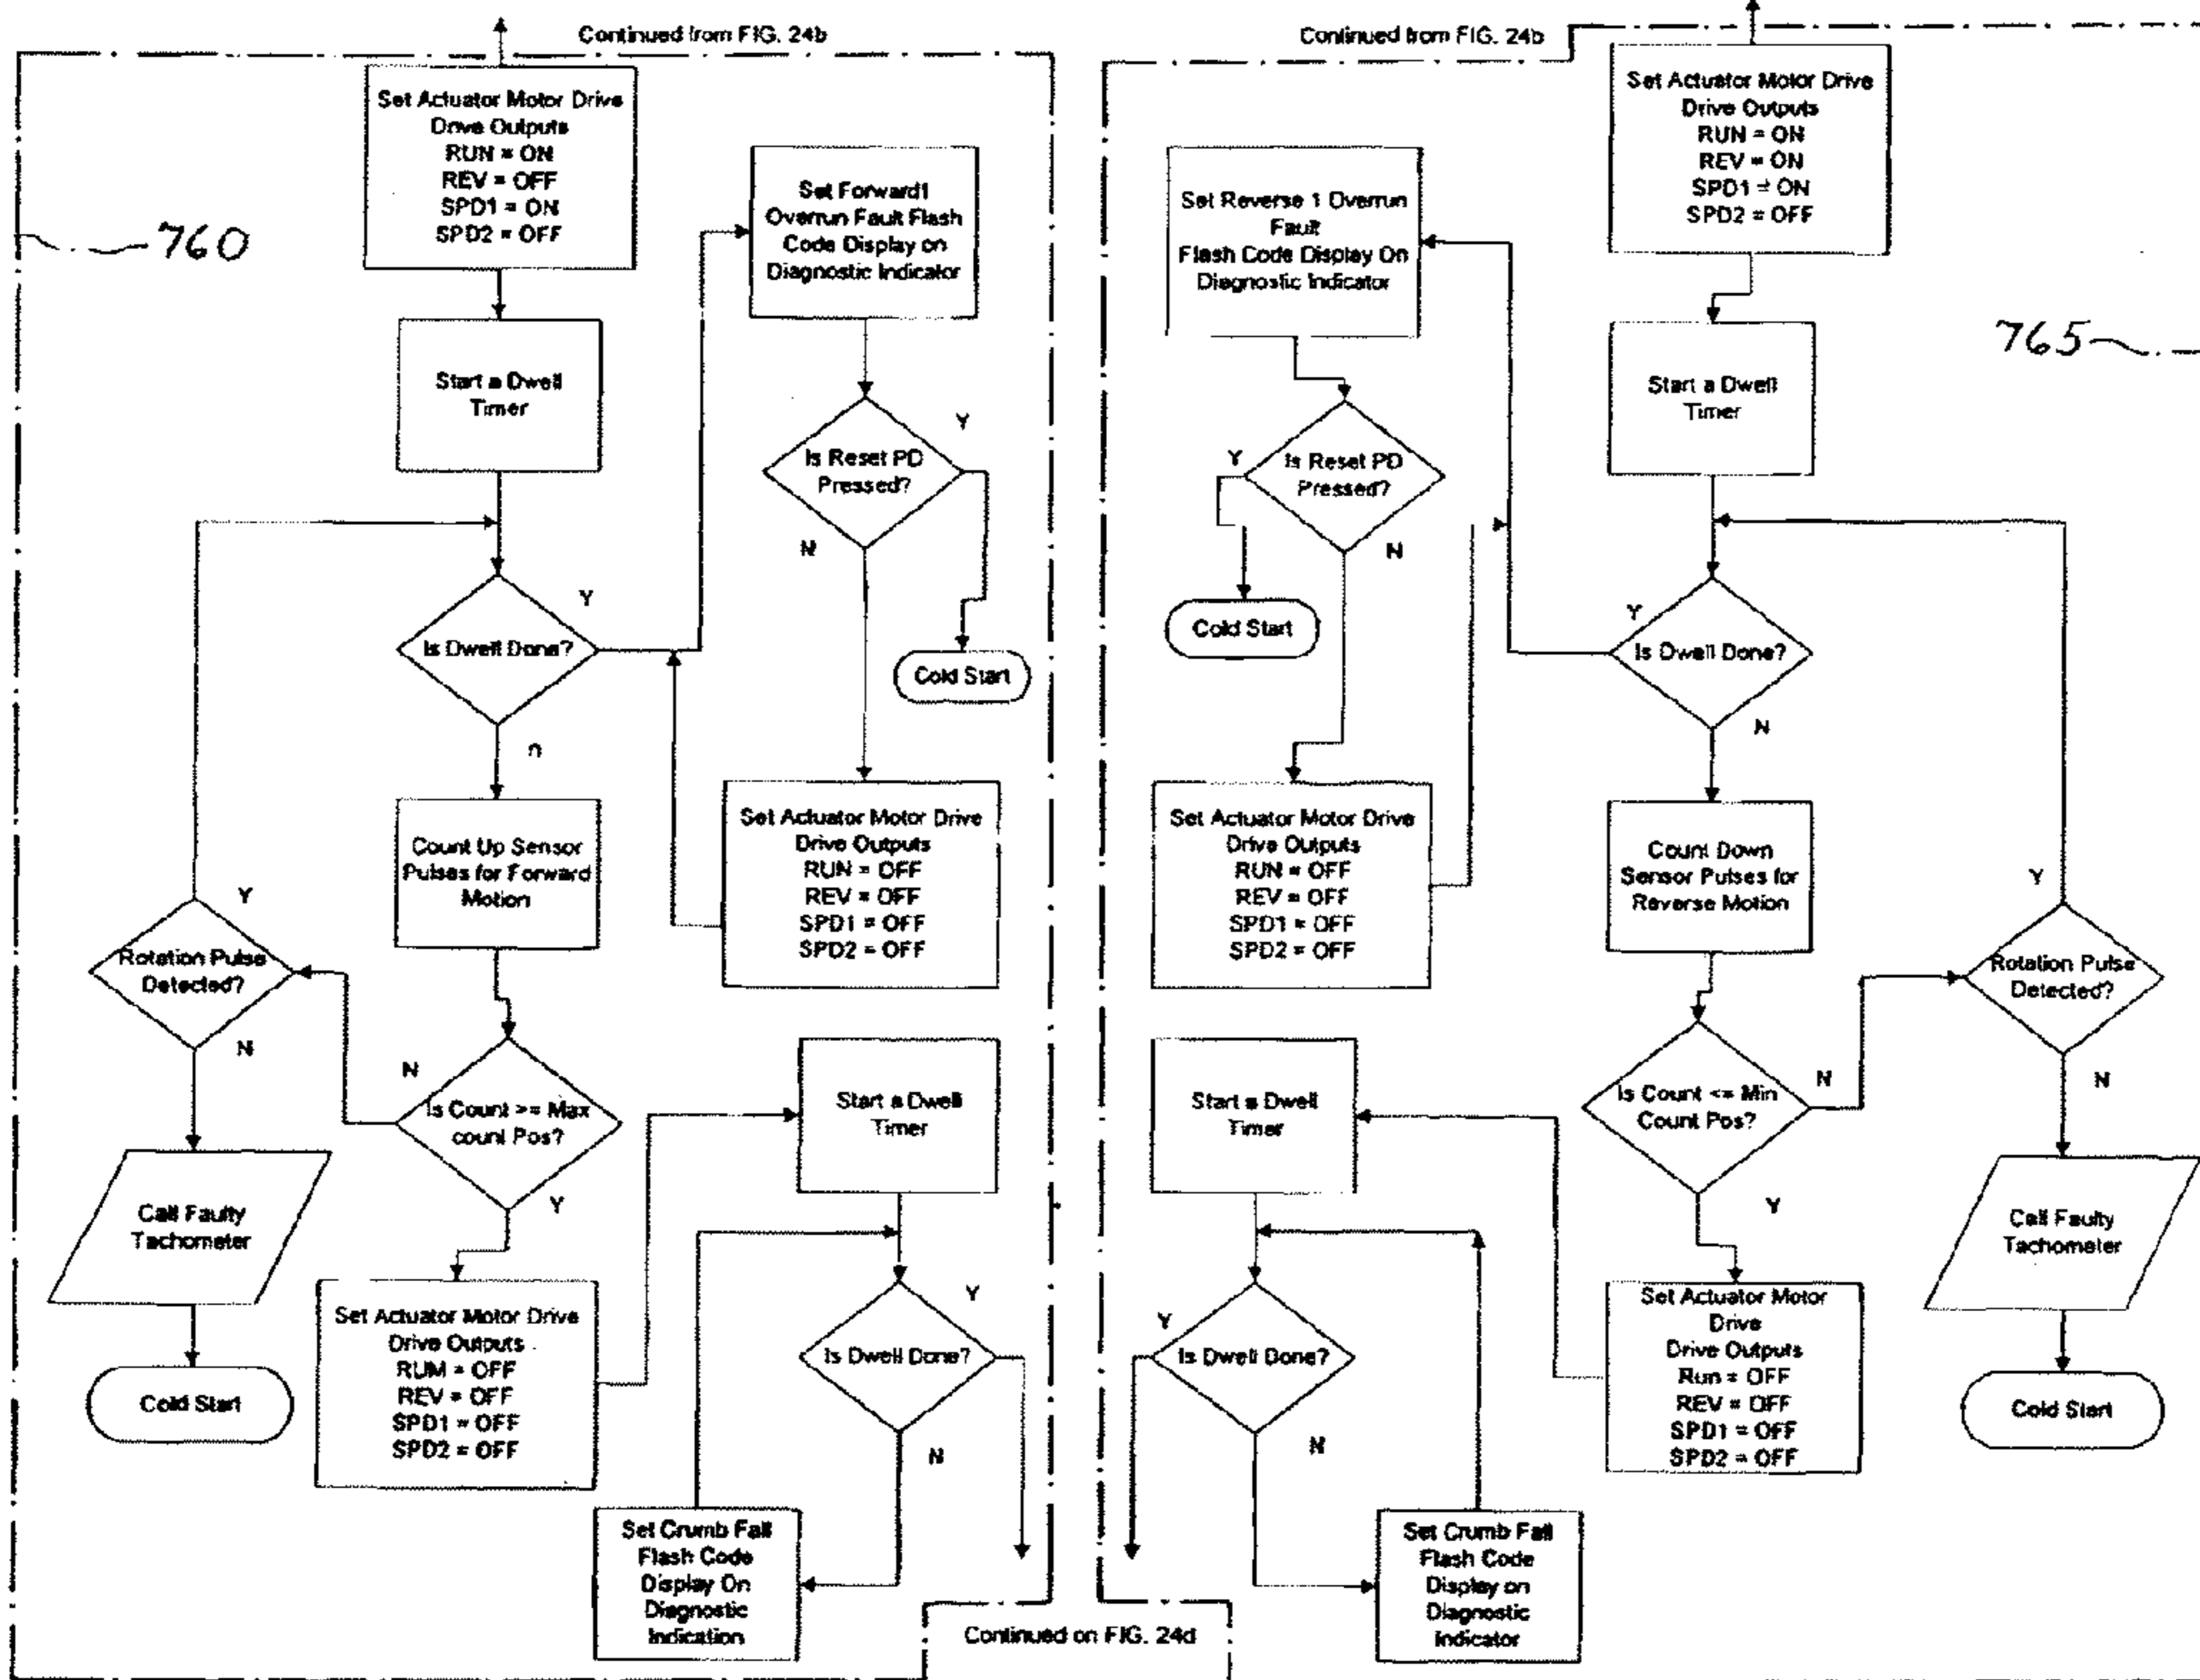 Continued from FIG. 24b
Set Actuator Motor Drive
Drive Outputs
RUN = ON
REV = OFF
SPD1 = ON
SPD2 = OFF
760
Set Forward1
Overrun Fault Flash
Code Display on
Diagnostic Indicator
Start a Dwell
Timer
Is Reset PD
Pressed?
Y
N
Cold Start
Is Dwell Done?
Y
n
Count Up Sensor
Pulses for Forward
Motion
Set Actuator Motor Drive
Drive Outputs
RUN = OFF
REV = OFF
SPD1 = OFF
SPD2 = OFF
Rotation Pulse
Detected?
Y
N
Is Count >= Max
count Pos?
N
Y
Start a Dwell
Timer
Call Faulty
Tachometer
Cold Start
Set Actuator Motor Drive
Drive Outputs
RUM = OFF
REV = OFF
SPD1 = OFF
SPD2 = OFF
Is Dwell Done?
Y
N
Set Crumb Fall
Flash Code
Display On
Diagnostic
Indication
Continued on FIG. 24d
Continued from FIG. 24b
Set Actuator Motor Drive
Drive Outputs
RUN = ON
REV = ON
SPD1 = ON
SPD2 = OFF
765
Set Reverse 1 Overrun
Fault
Flash Code Display On
Diagnostic Indicator
Start a Dwell
Timer
Y
Is Reset PD
Pressed?
N
Cold Start
Y
Is Dwell Done?
N
Set Actuator Motor Drive
Drive Outputs
RUN = OFF
REV = OFF
SPD1 = OFF
SPD2 = OFF
Count Down
Sensor Pulses for
Reverse Motion
Y
Rotation Pulse
Detected?
N
Is Count <= Min
Count Pos?
N
Y
Start a Dwell
Timer
Call Faulty
Tachometer
Cold Start
Set Actuator Motor
Drive
Drive Outputs
Run = OFF
REV = OFF
SPD1 = OFF
SPD2 = OFF
Y
Is Dwell Done?
N
Set Crumb Fall
Flash Code
Display on
Diagnostic
Indicator